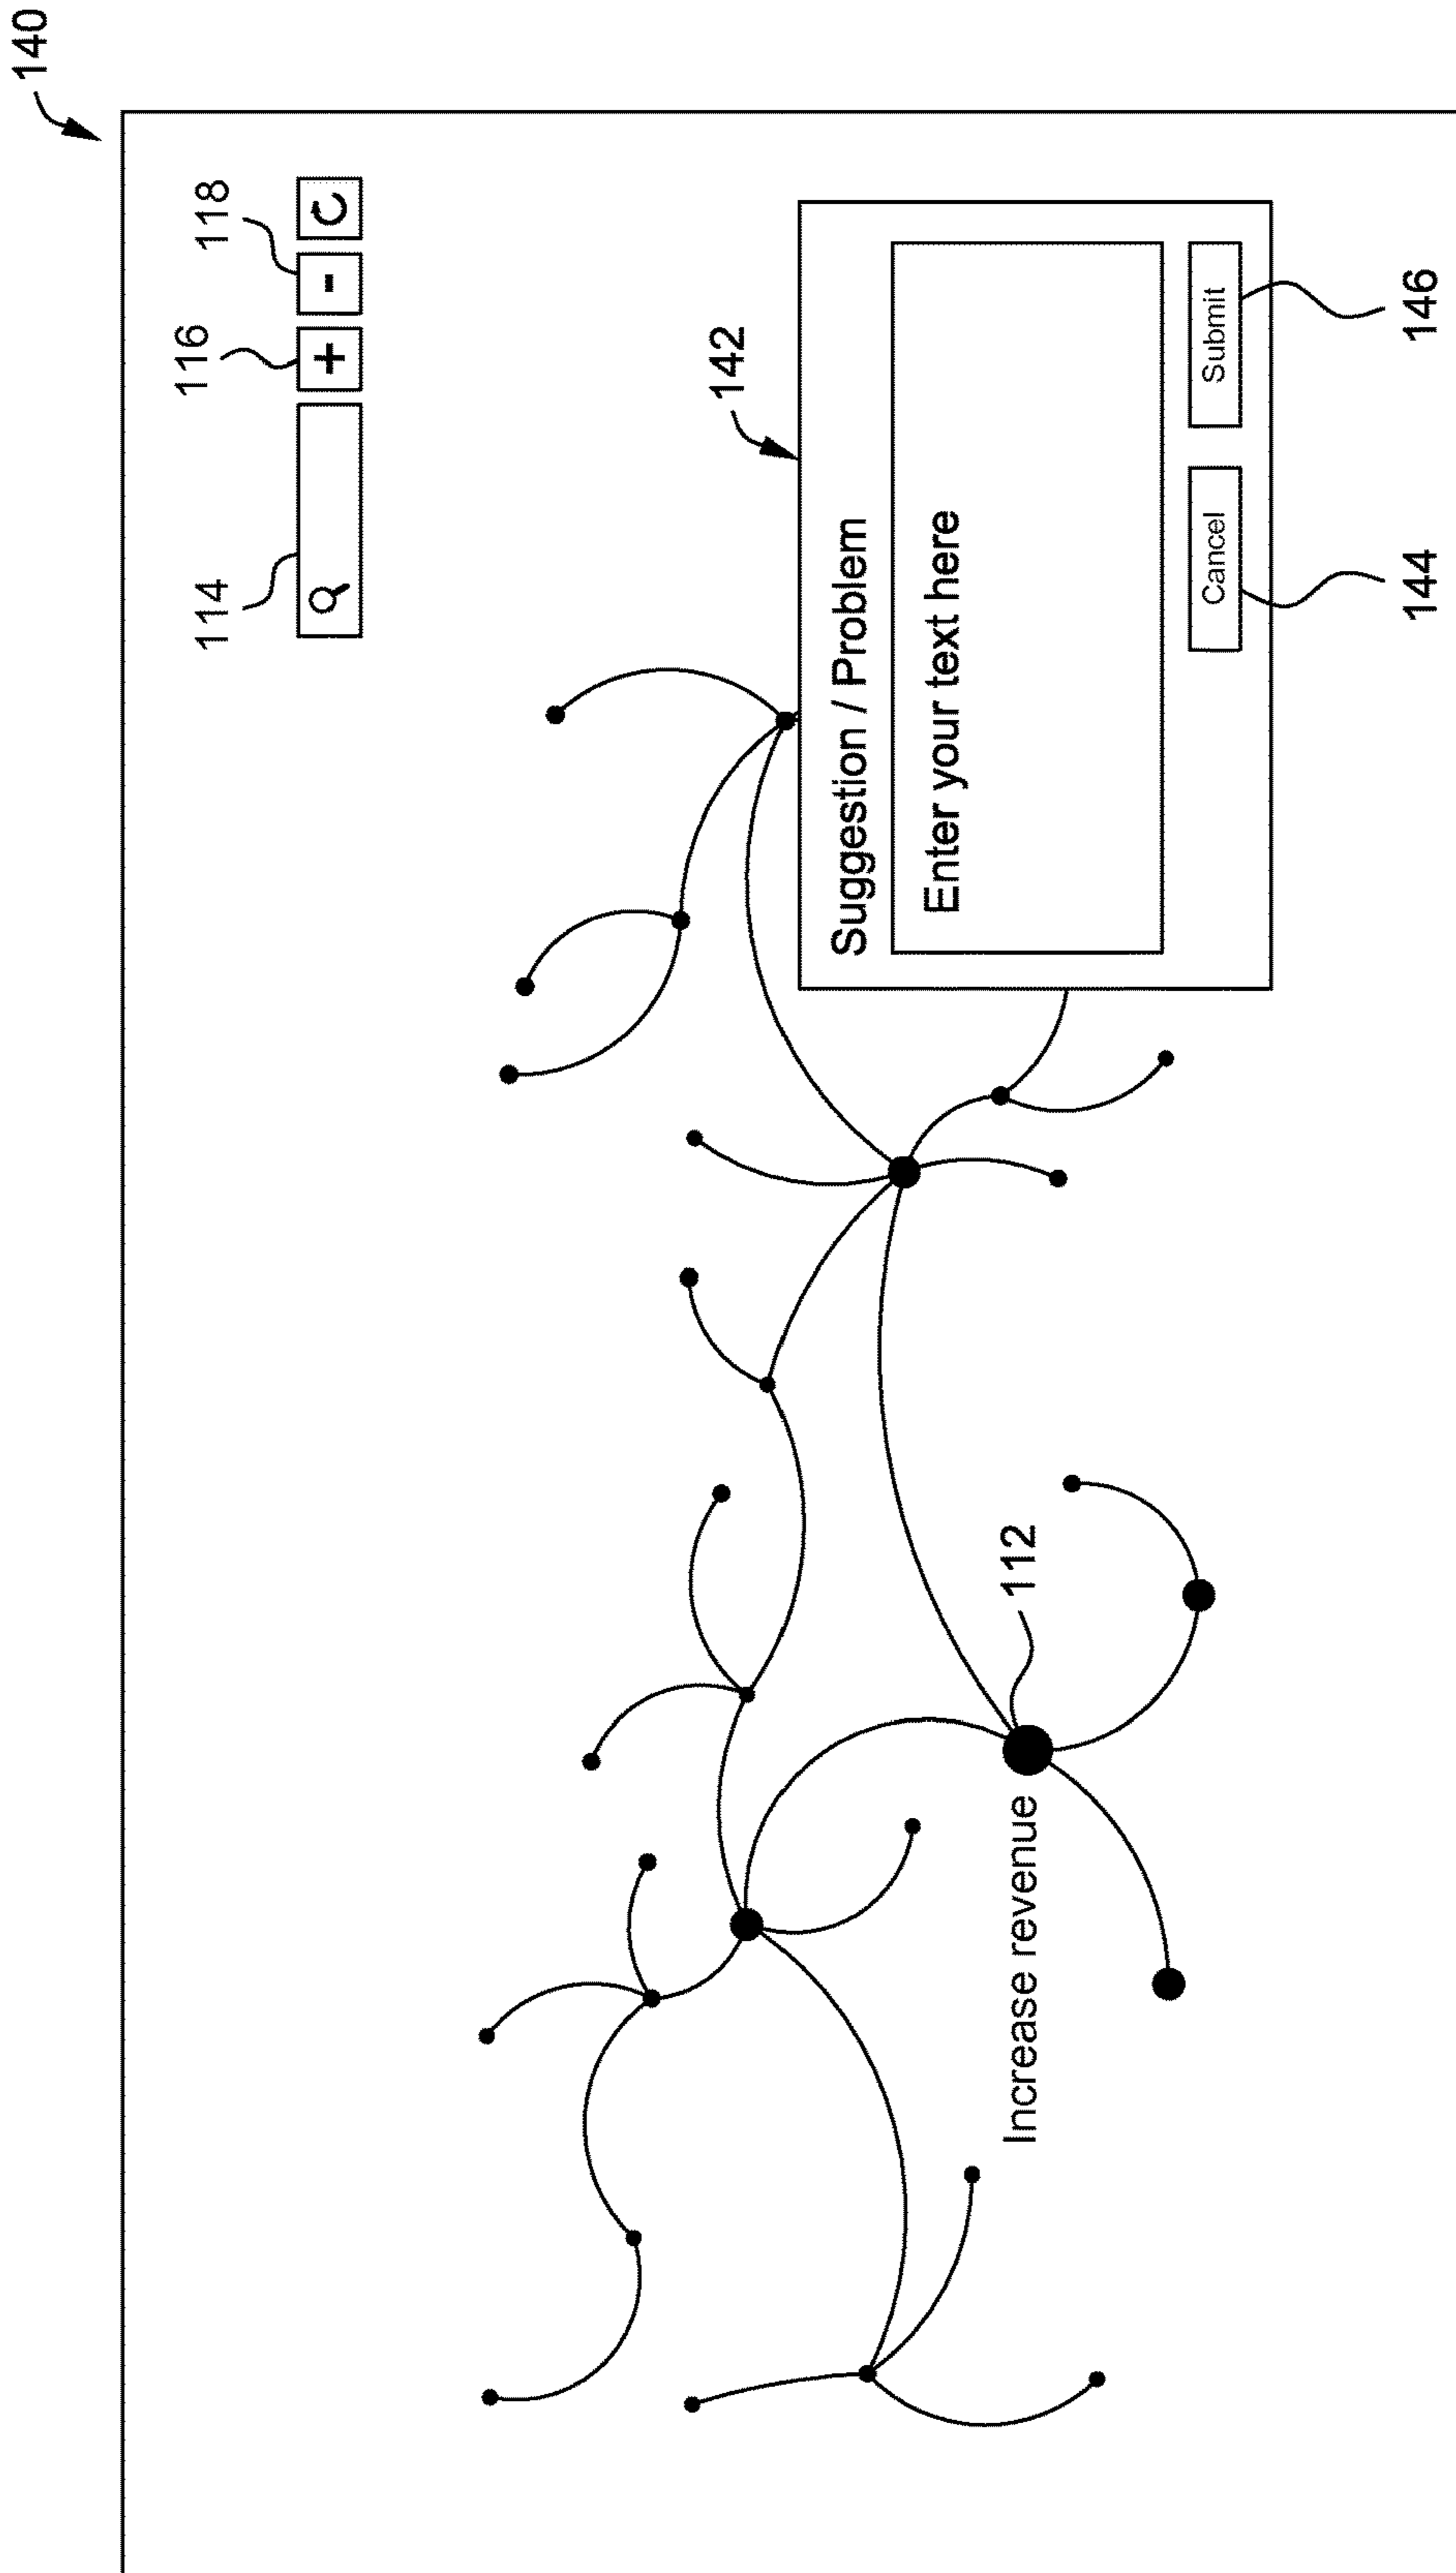 140
114
116
118
+
-
142
Suggestion / Problem
Enter your text here
Cancel
Submit
144
146
112
Increase revenue